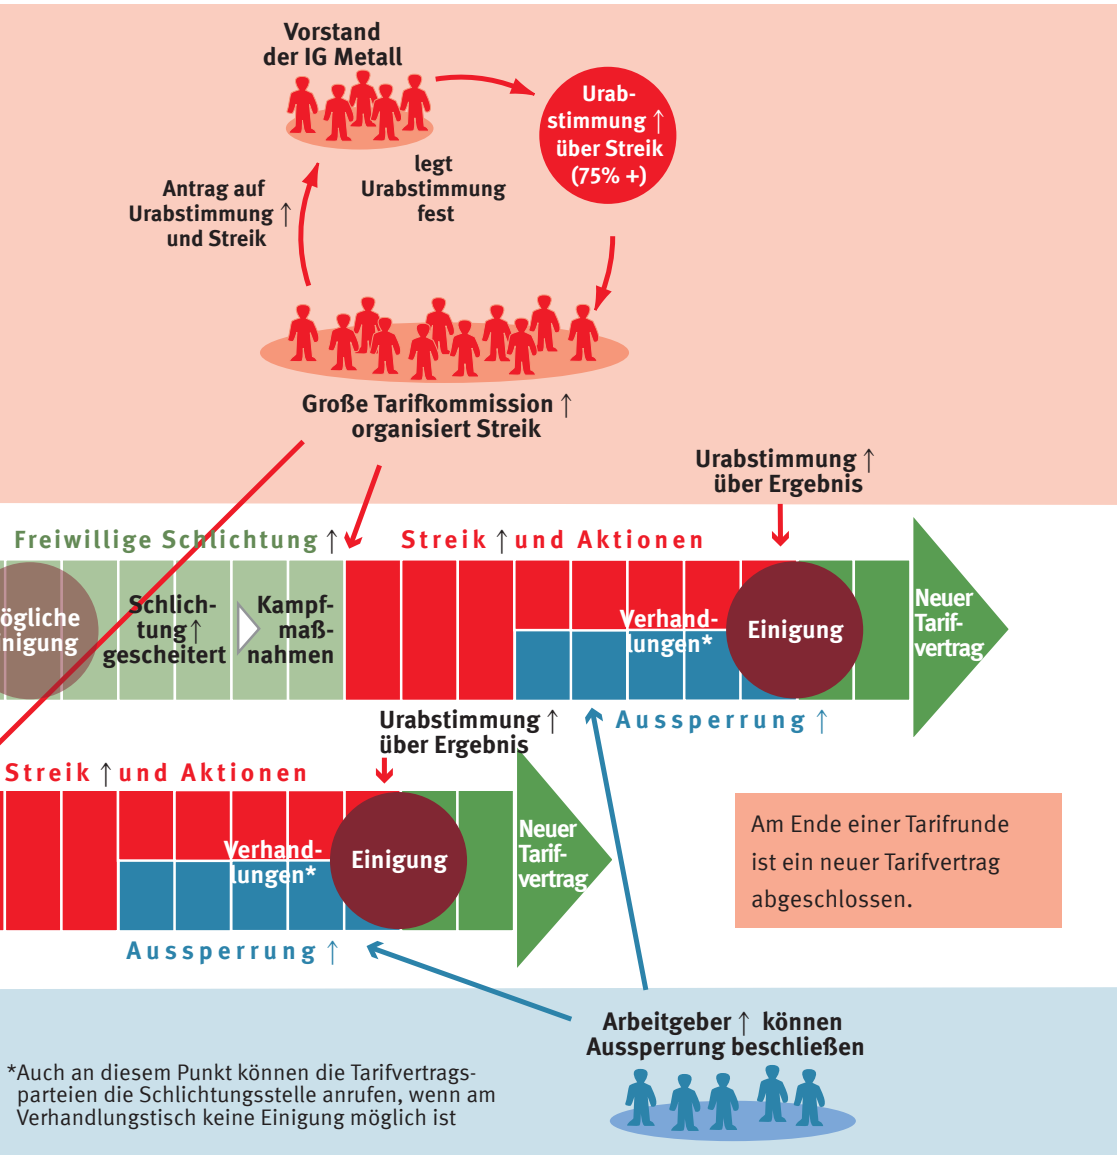 Vorstand
der IG Metall
Urab-
stimmung ↑
über Streik
(75% +)
legt
Urabstimmung
fest
Antrag auf
Urabstimmung ↑
und Streik
Große Tarifkommission ↑
organisiert Streik
Urabstimmung ↑
über Ergebnis
Freiwillige Schlichtung ↑
Streik ↑ und Aktionen
ögliche
inigung
Schlich-
tung ↑
gescheitert
Kampf-
maß-
nahmen
Verhand-
lungen*
Einigung
Neuer
Tarif-
vertrag
Aussperrung ↑
Urabstimmung ↑
über Ergebnis
Streik ↑ und Aktionen
Verhand-
lungen*
Einigung
Neuer
Tarif-
vertrag
Aussperrung ↑
Am Ende einer Tarifrunde
ist ein neuer Tarifvertrag
abgeschlossen.
Arbeitgeber ↑ können
Aussperrung beschließen
*Auch an diesem Punkt können die Tarifvertrags-
parteien die Schlichtungsstelle anrufen, wenn am
Verhandlungstisch keine Einigung möglich ist